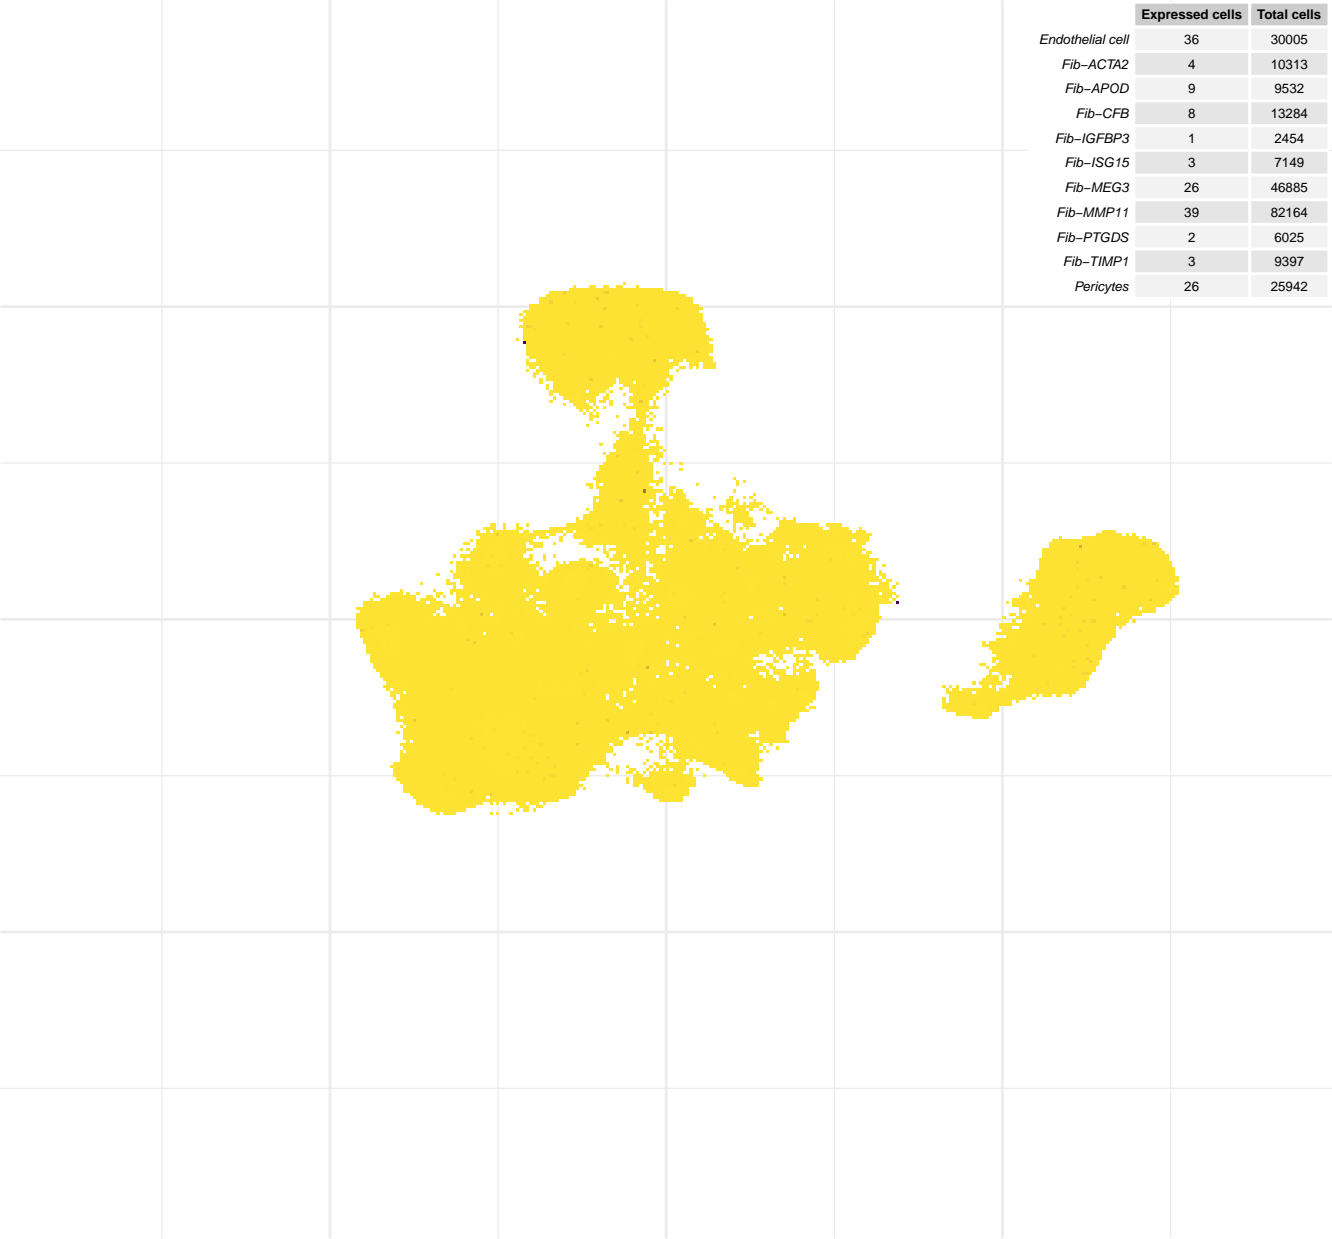 Expressed cells Total cells
Endothelial cell 36 30005
Fib−ACTA2 4 10313
Fib−APOD 9 9532
Fib−CFB 8 13284
Fib−IGFBP3 1 2454
Fib−ISG15 3 7149
Fib−MEG3 26 46885
Fib−MMP11 39 82164
Fib−PTGDS 2 6025
Fib−TIMP1 3 9397
Pericytes 26 25942